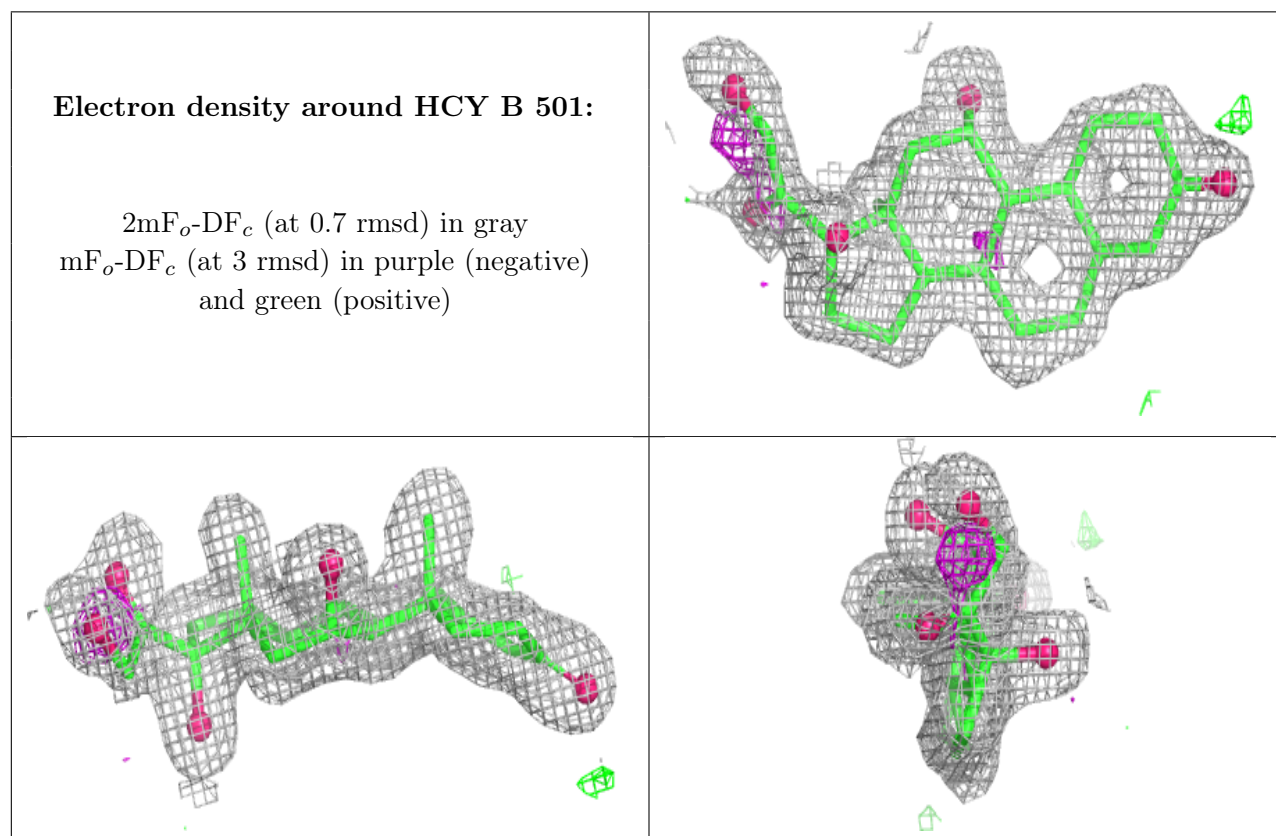 Electron density around HCY B 501:
2mFₒ-DF𝒸 (at 0.7 rmsd) in gray
mFₒ-DF𝒸 (at 3 rmsd) in purple (negative)
and green (positive)